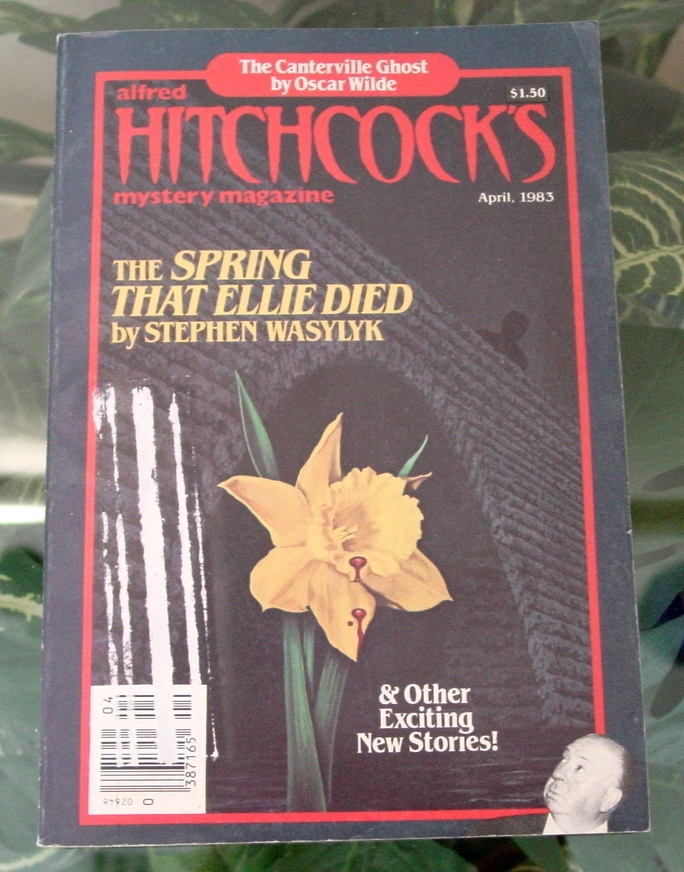 The Canterville Ghost
by Oscar Wilde
alfred
$1.50
HITCHCOCK'S
mystery magazine
April, 1983
THE SPRING
THAT ELLIE DIED
by STEPHEN WASYLYK
& Other
Exciting
New Stories!
04
387165
0